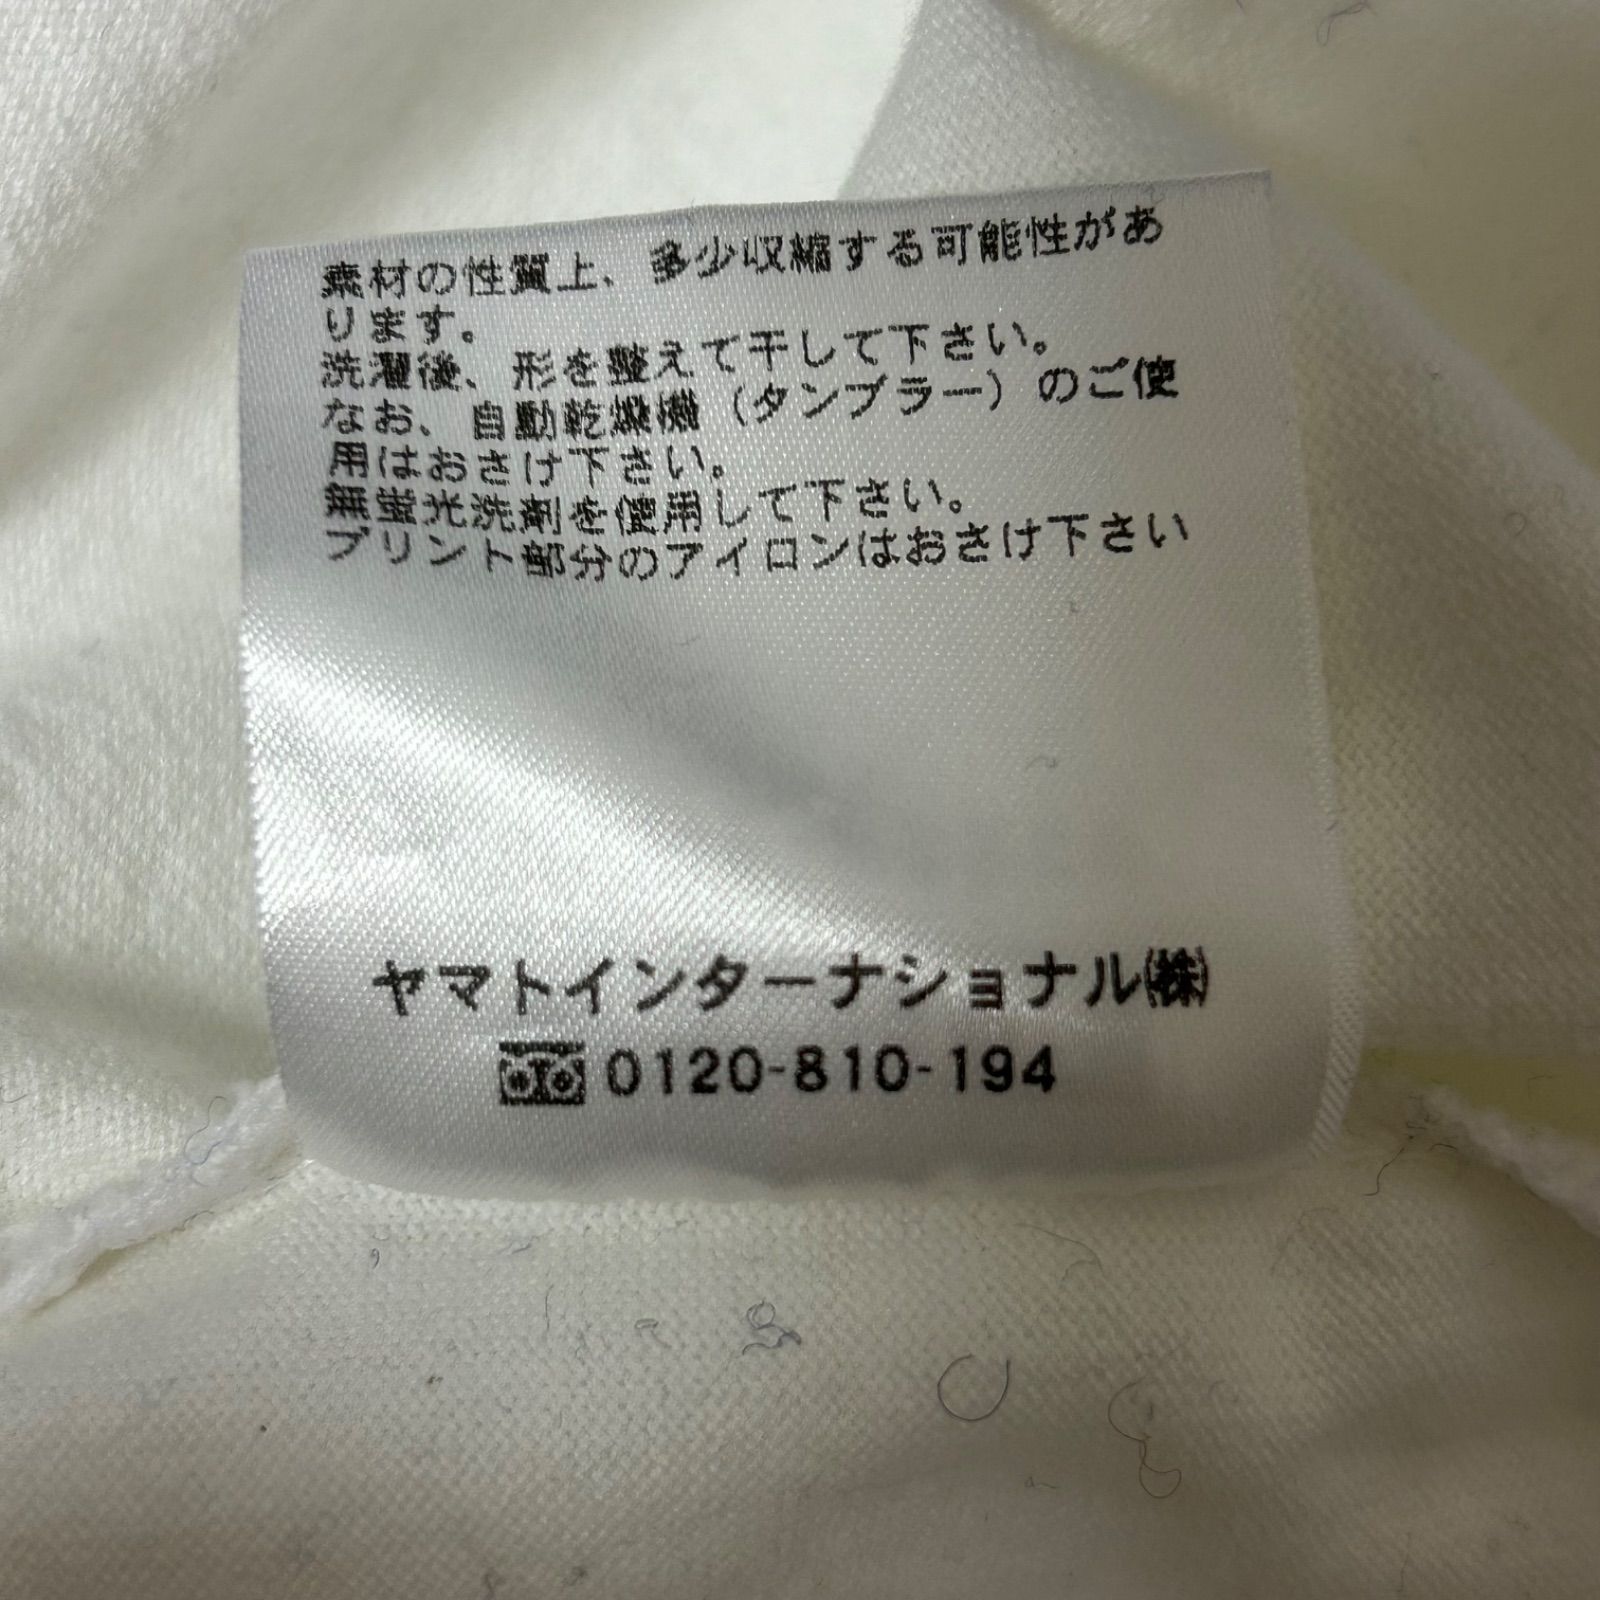 素材の性質上、多少収縮する可能性があ
ります。
洗濯後、形を整えて干して下さい。
なお、自動乾燥機（タンブラー）のご使
用はおさけ下さい。
無蛍光洗剤を使用して下さい。
プリント部分のアイロンはおさけ下さい
ヤマトインターナショナル㈱
0120-810-194